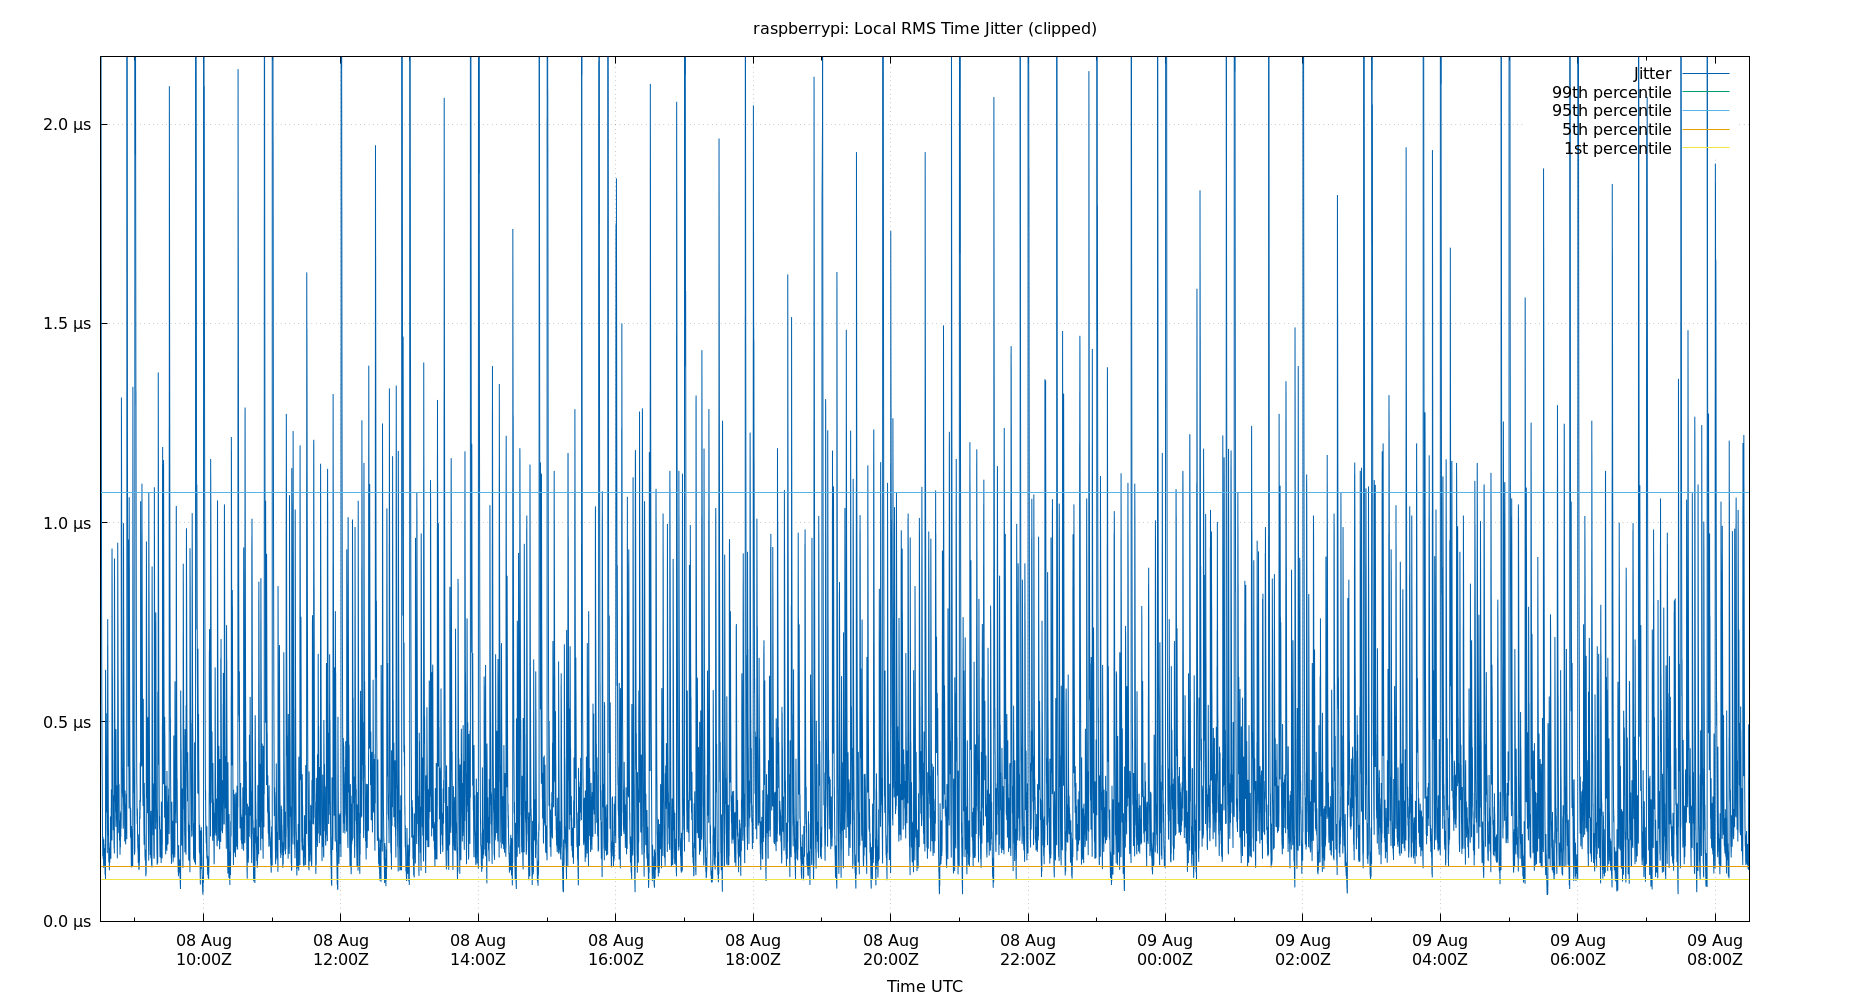 raspberrypi: Local RMS Time Jitter (clipped)
Jitter
99th percentile
95th percentile
5th percentile
1st percentile
2.0 µs
1.5 µs
1.0 µs
0.5 µs
0.0 µs
08 Aug 08 Aug 08 Aug 08 Aug 08 Aug 08 Aug 08 Aug 09 Aug 09 Aug 09 Aug 09 Aug 09 Aug
10:00Z 12:00Z 14:00Z 16:00Z 18:00Z 20:00Z 22:00Z 00:00Z 02:00Z 04:00Z 06:00Z 08:00Z
Time UTC